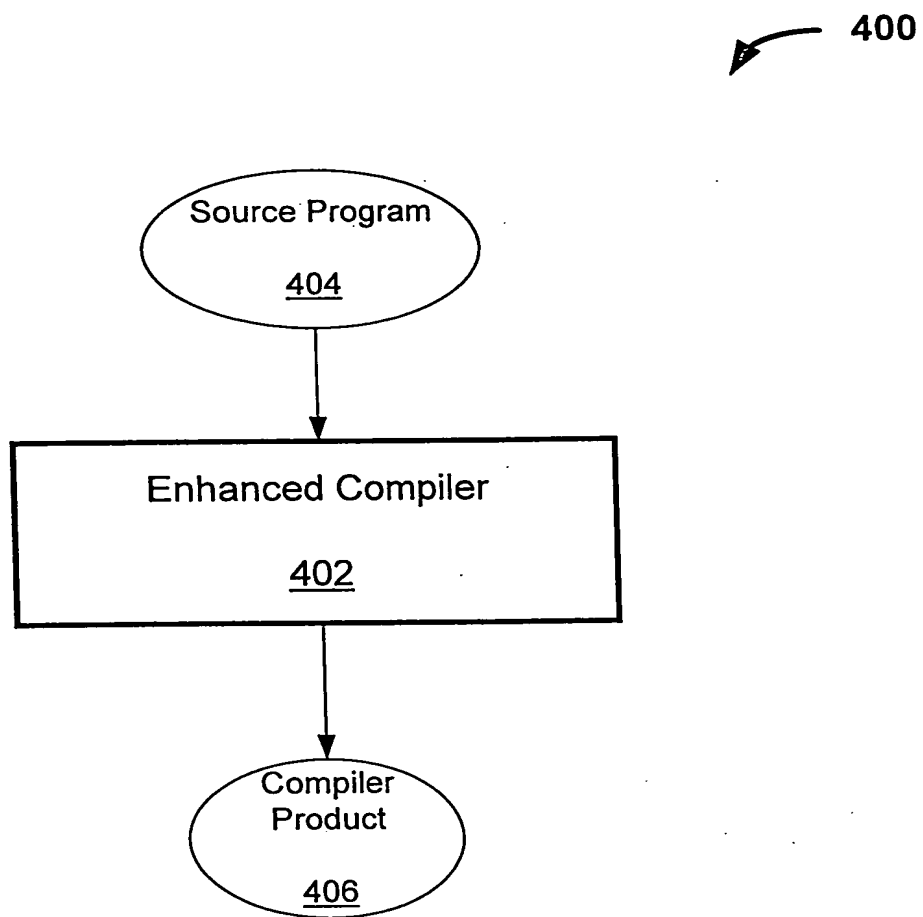 400
Source Program
404
Enhanced Compiler
402
Compiler
Product
406